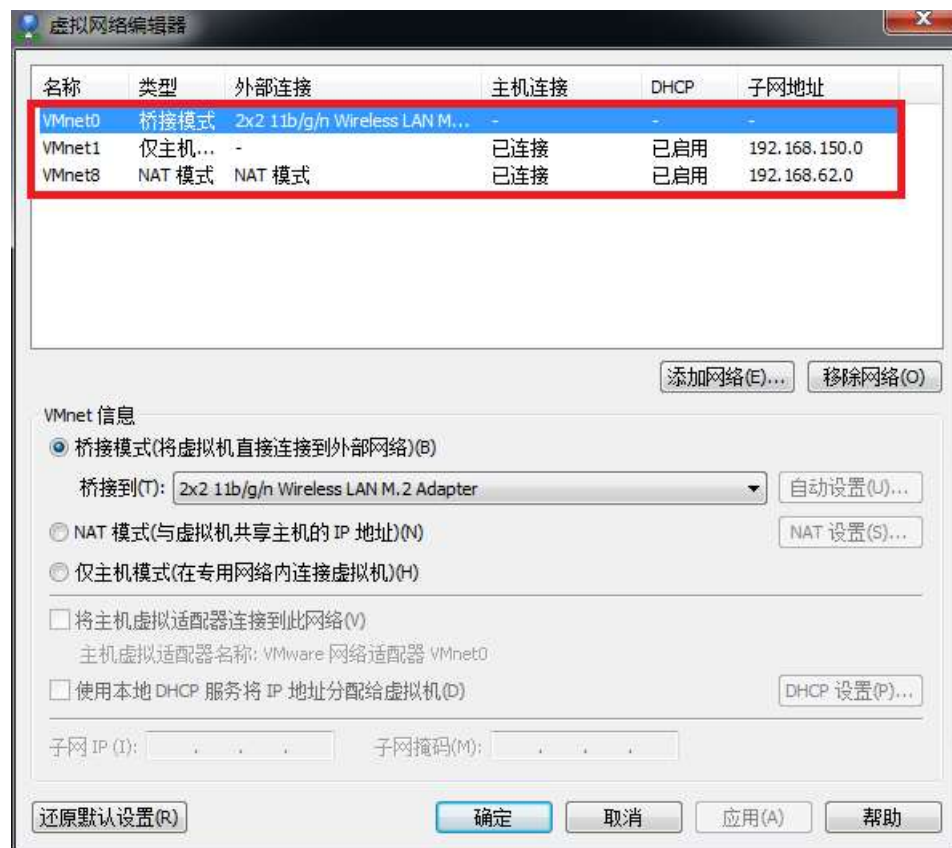 虚拟网络编辑器
名称 类型 外部连接 主机连接 DHCP 子网地址
VMnet0 桥接模式 2x2 11b/g/n Wireless LAN M... - - -
VMnet1 仅主机... - 已连接 已启用 192.168.150.0
VMnet8 NAT 模式 NAT 模式 已连接 已启用 192.168.62.0
添加网络(E)... 移除网络(O)
VMnet 信息
桥接模式(将虚拟机直接连接到外部网络)(B)
桥接到(T): 2x2 11b/g/n Wireless LAN M.2 Adapter 自动设置(U)...
NAT 模式(与虚拟机共享主机的 IP 地址)(N) NAT 设置(S)...
仅主机模式(在专用网络内连接虚拟机)(H)
将主机虚拟适配器连接到此网络(V)
主机虚拟适配器名称: VMware 网络适配器 VMnet0
使用本地 DHCP 服务将 IP 地址分配给虚拟机(D) DHCP 设置(P)...
子网 IP (I): . . . 子网掩码(M): . . .
还原默认设置(R) 确定 取消 应用(A) 帮助